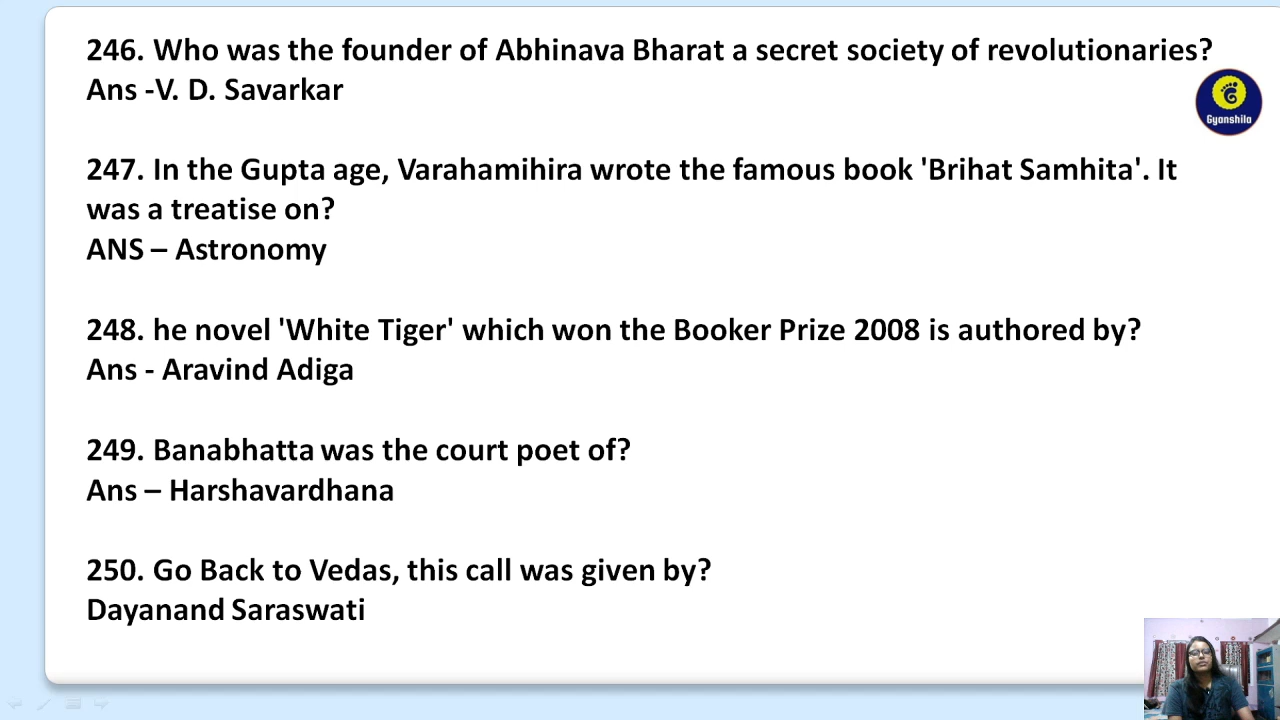 246. Who was the founder of Abhinava Bharat a secret society of revolutionaries?
Ans -V. D. Savarkar
Gyanshila
247. In the Gupta age, Varahamihira wrote the famous book 'Brihat Samhita'. It
was a treatise on?
ANS – Astronomy
248. he novel 'White Tiger' which won the Booker Prize 2008 is authored by?
Ans - Aravind Adiga
249. Banabhatta was the court poet of?
Ans – Harshavardhana
250. Go Back to Vedas, this call was given by?
Dayanand Saraswati